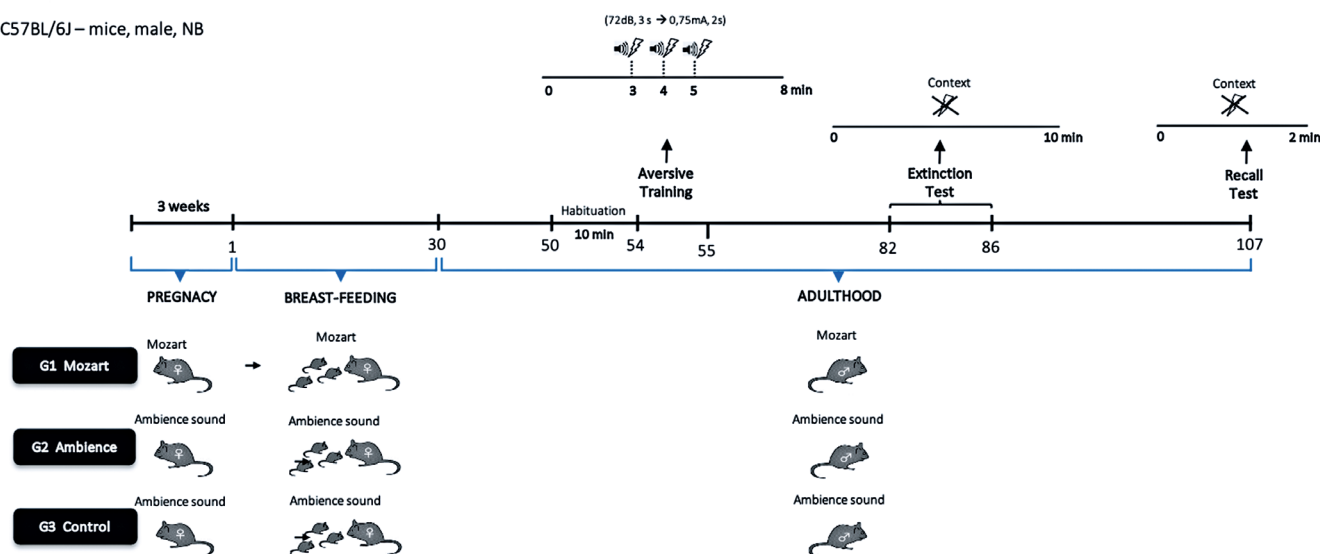 C57BL/6J – mice, male, NB
(72dB, 3 s → 0,75mA, 2s)
0 3 4 5 8 min
Context
0 10 min
Context
0 2 min
Aversive
Training
Extinction
Test
Recall
Test
3 weeks
Habituation
10 min
1 30 50 54 55 82 86 107
PREGNACY BREAST-FEEDING ADULTHOOD
Mozart Mozart Mozart
G1 Mozart
♀ ♀ ♂
Ambience sound Ambience sound Ambience sound
G2 Ambience
♀ ♀ ♂
Ambience sound Ambience sound Ambience sound
G3 Control
♀ ♀ ♂